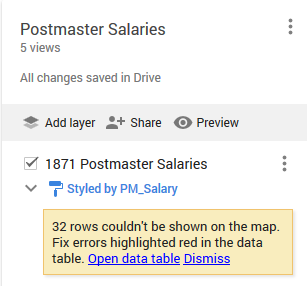 Postmaster Salaries
5 views
All changes saved in Drive
Add layer Share Preview
1871 Postmaster Salaries
Styled by PM_Salary
32 rows couldn't be shown on the map.
Fix errors highlighted red in the data
table. Open data table Dismiss